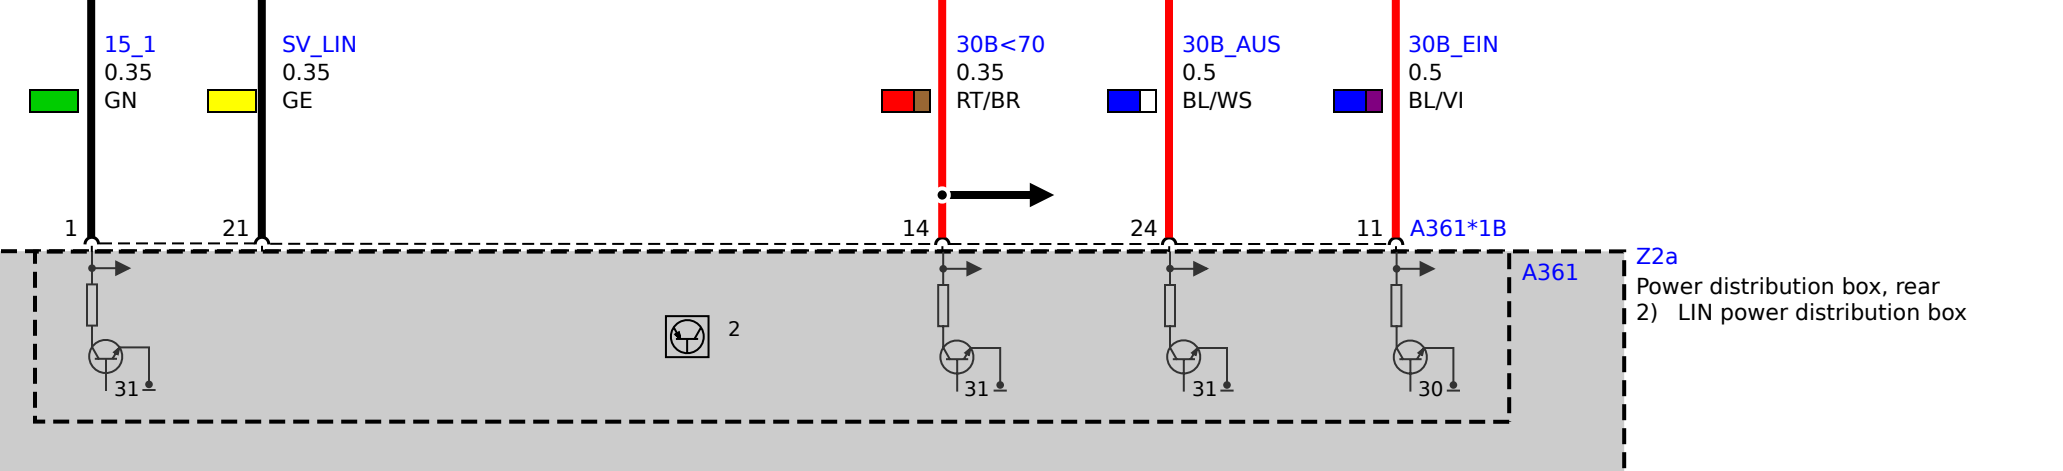 15_1
0.35
GN
SV_LIN
0.35
GE
30B<70
0.35
RT/BR
30B_AUS
0.5
BL/WS
30B_EIN
0.5
BL/VI
1
21
14
24
11
A361*1B
Z2a
A361
Power distribution box, rear
2) LIN power distribution box
2
31
31
31
30